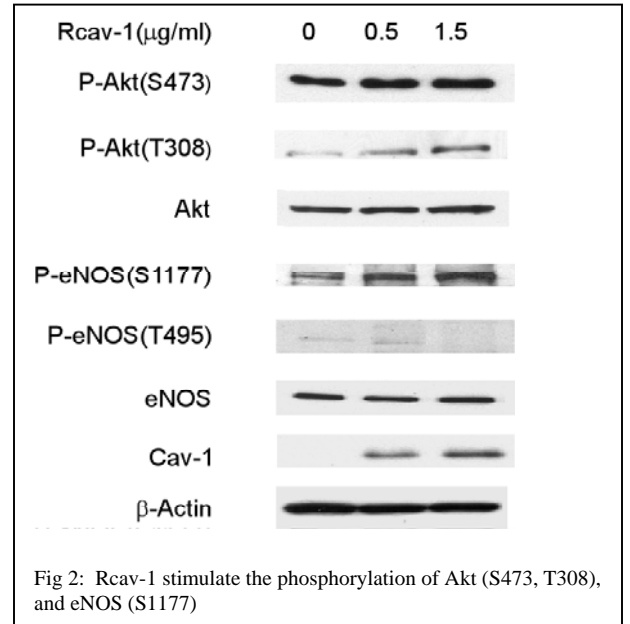 Rcav-1(μg/ml) 0 0.5 1.5
P-Akt(S473)
P-Akt(T308)
Akt
P-eNOS(S1177)
P-eNOS(T495)
eNOS
Cav-1
β-Actin
Fig 2: Rcav-1 stimulate the phosphorylation of Akt (S473, T308),
and eNOS (S1177)